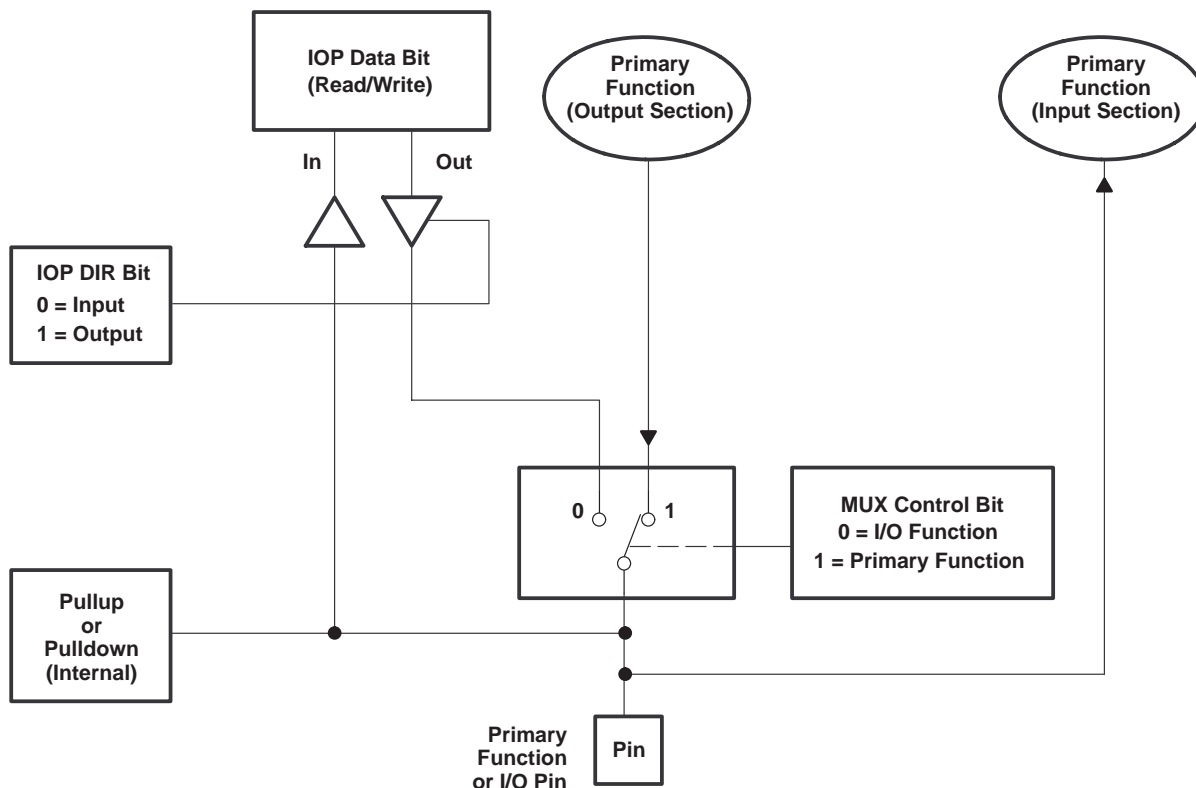 IOP Data Bit
(Read/Write)
Primary
Function
(Output Section)
Primary
Function
(Input Section)
In
Out
IOP DIR Bit
0 = Input
1 = Output
0
1
MUX Control Bit
0 = I/O Function
1 = Primary Function
Pullup
or
Pulldown
(Internal)
Primary
Function
or I/O Pin
Pin